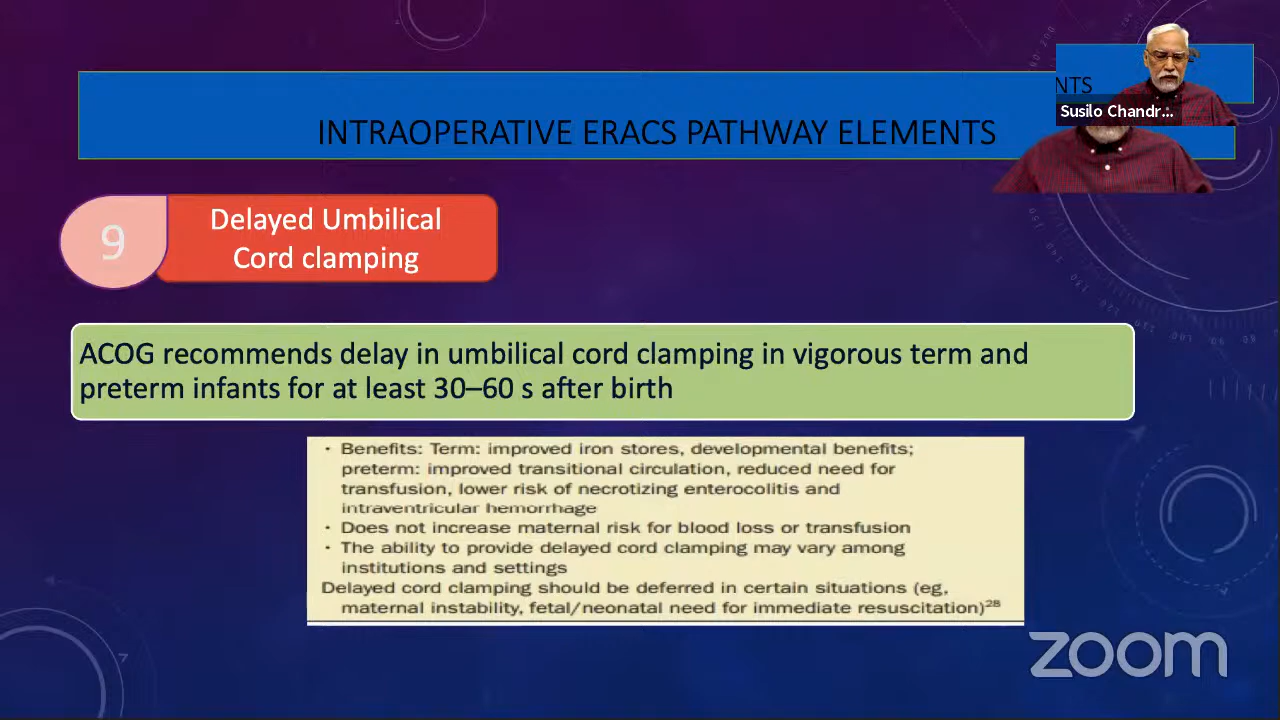 NTS
Susilo Chandr...
INTRAOPERATIVE ERACS PATHWAY ELEMENTS
9
Delayed Umbilical
Cord clamping
ACOG recommends delay in umbilical cord clamping in vigorous term and
preterm infants for at least 30–60 s after birth
• Benefits: Term: improved iron stores, developmental benefits;
preterm: improved transitional circulation, reduced need for
transfusion, lower risk of necrotizing enterocolitis and
intraventricular hemorrhage
• Does not increase maternal risk for blood loss or transfusion
• The ability to provide delayed cord clamping may vary among
institutions and settings
Delayed cord clamping should be deferred in certain situations (eg,
maternal instability, fetal/neonatal need for immediate resuscitation)²⁸
zoom